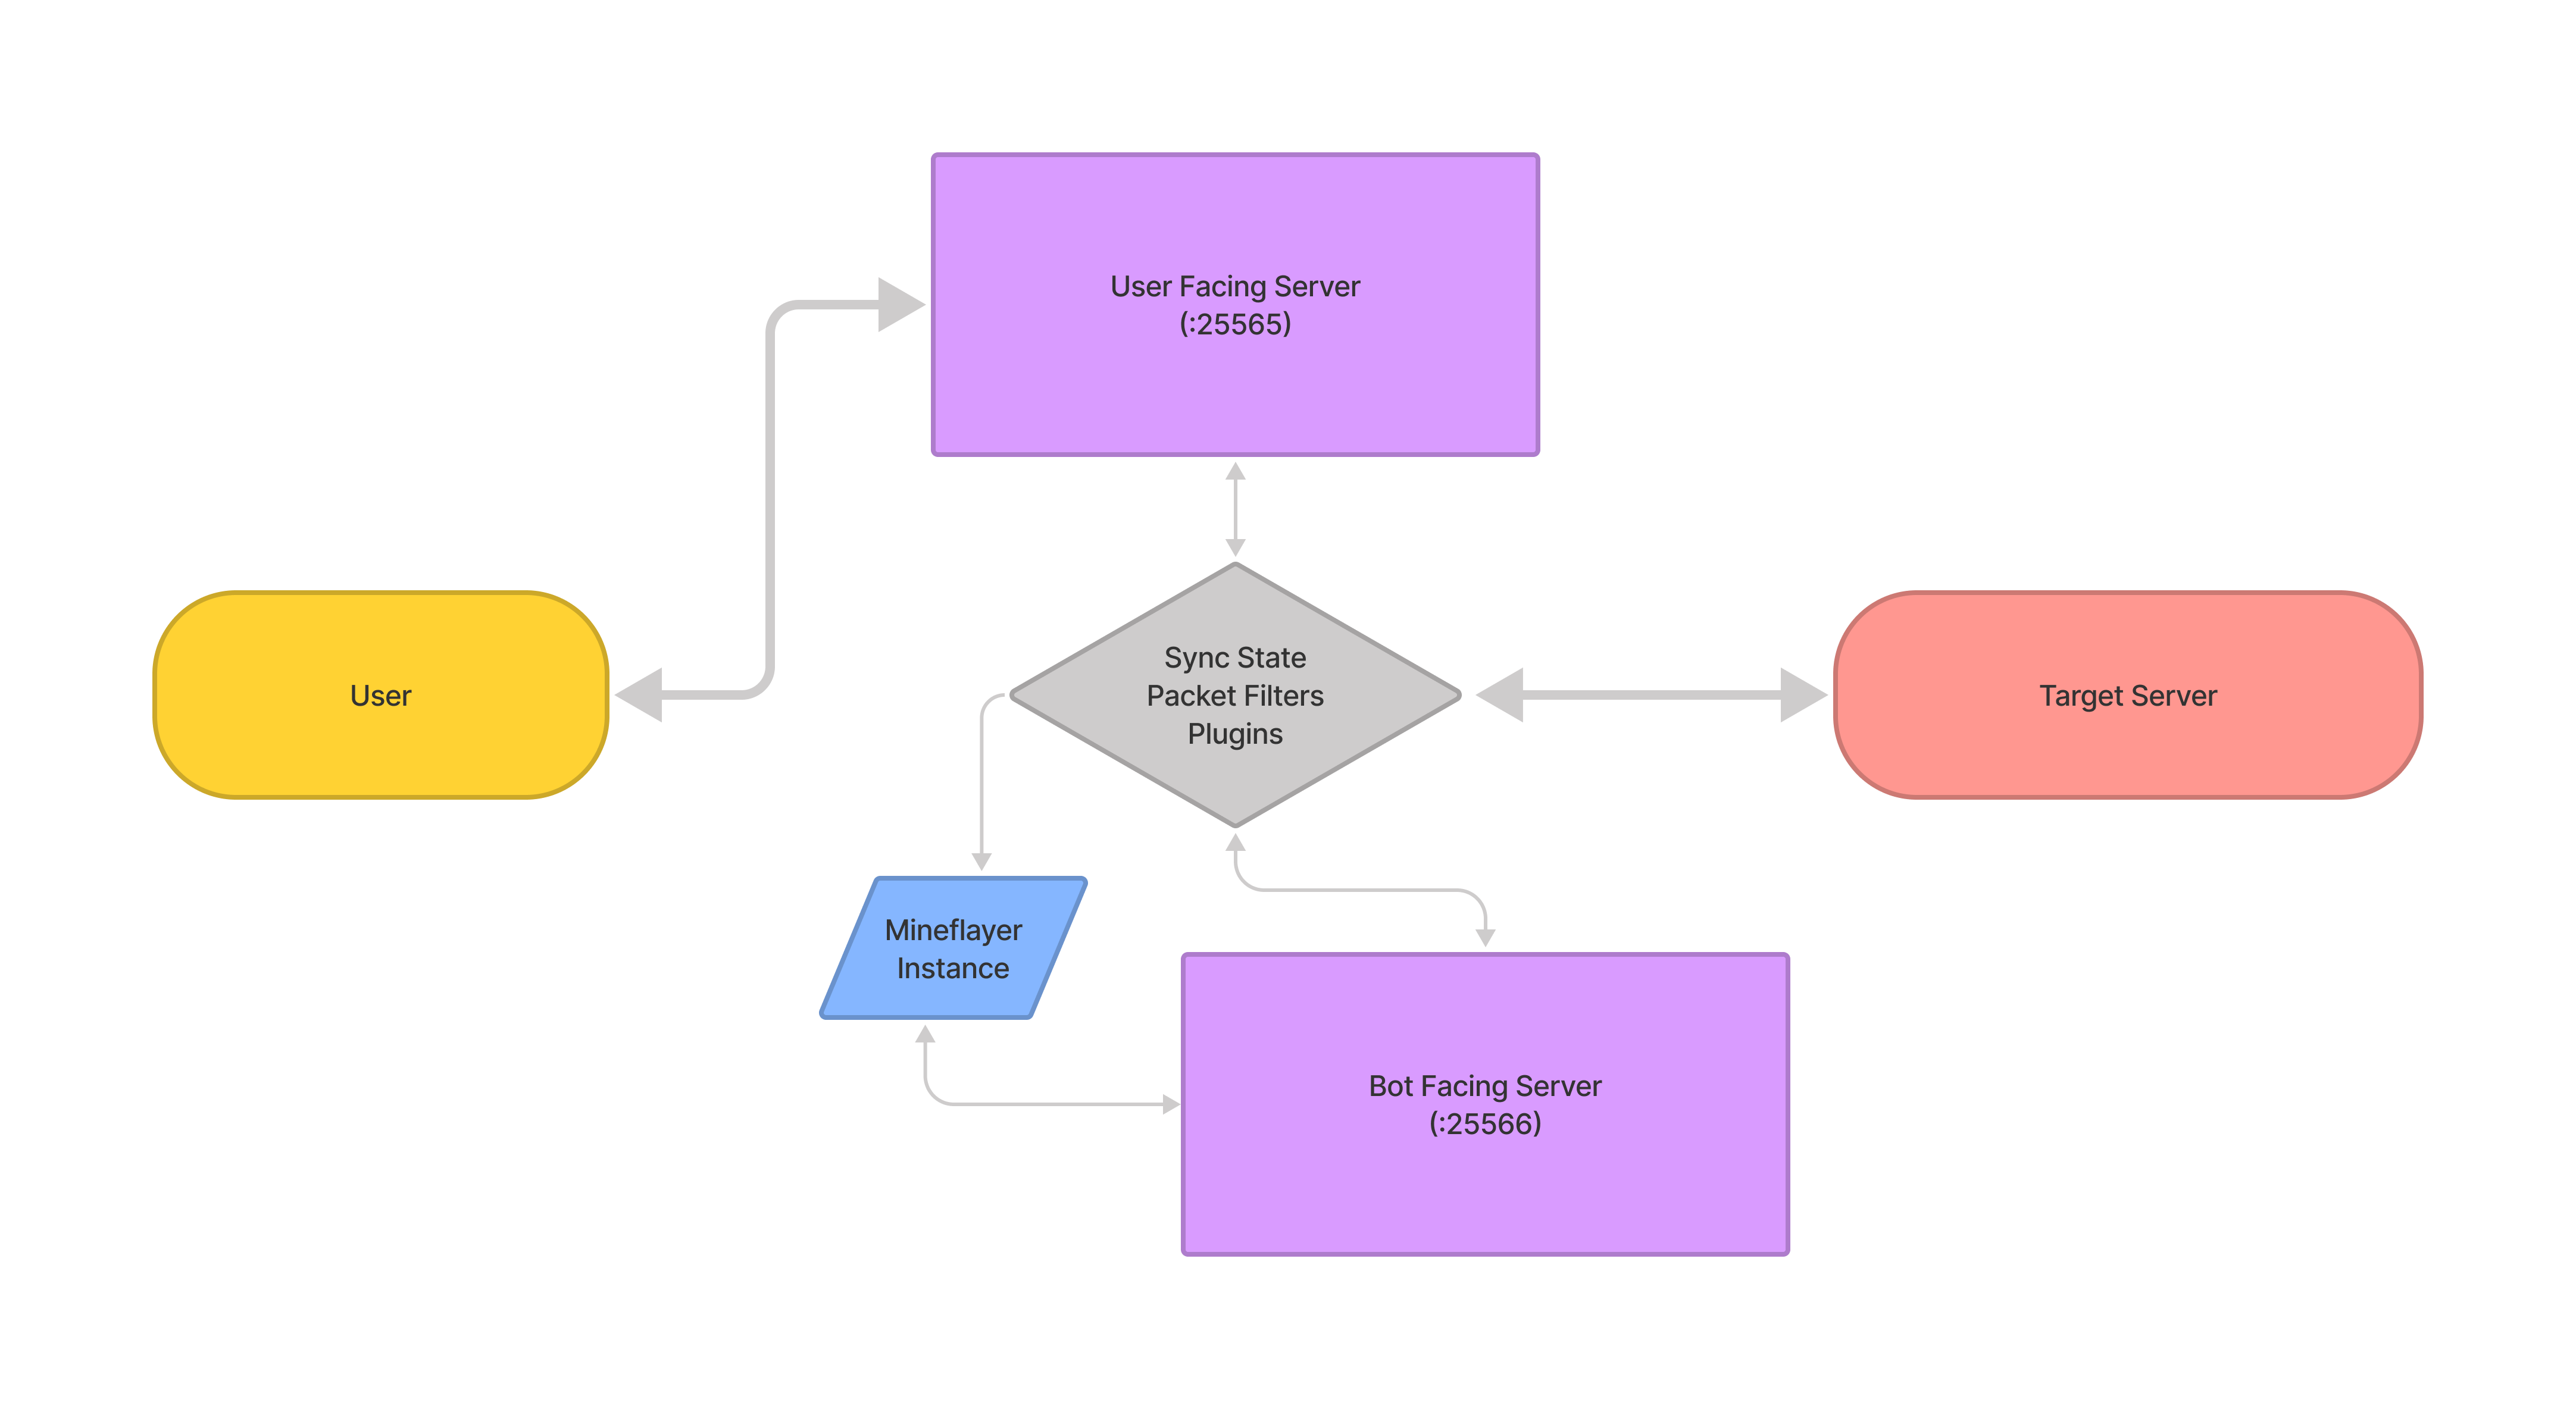 User Facing Server
(:25565)
User
Sync State
Packet Filters
Plugins
Target Server
Mineflayer
Instance
Bot Facing Server
(:25566)